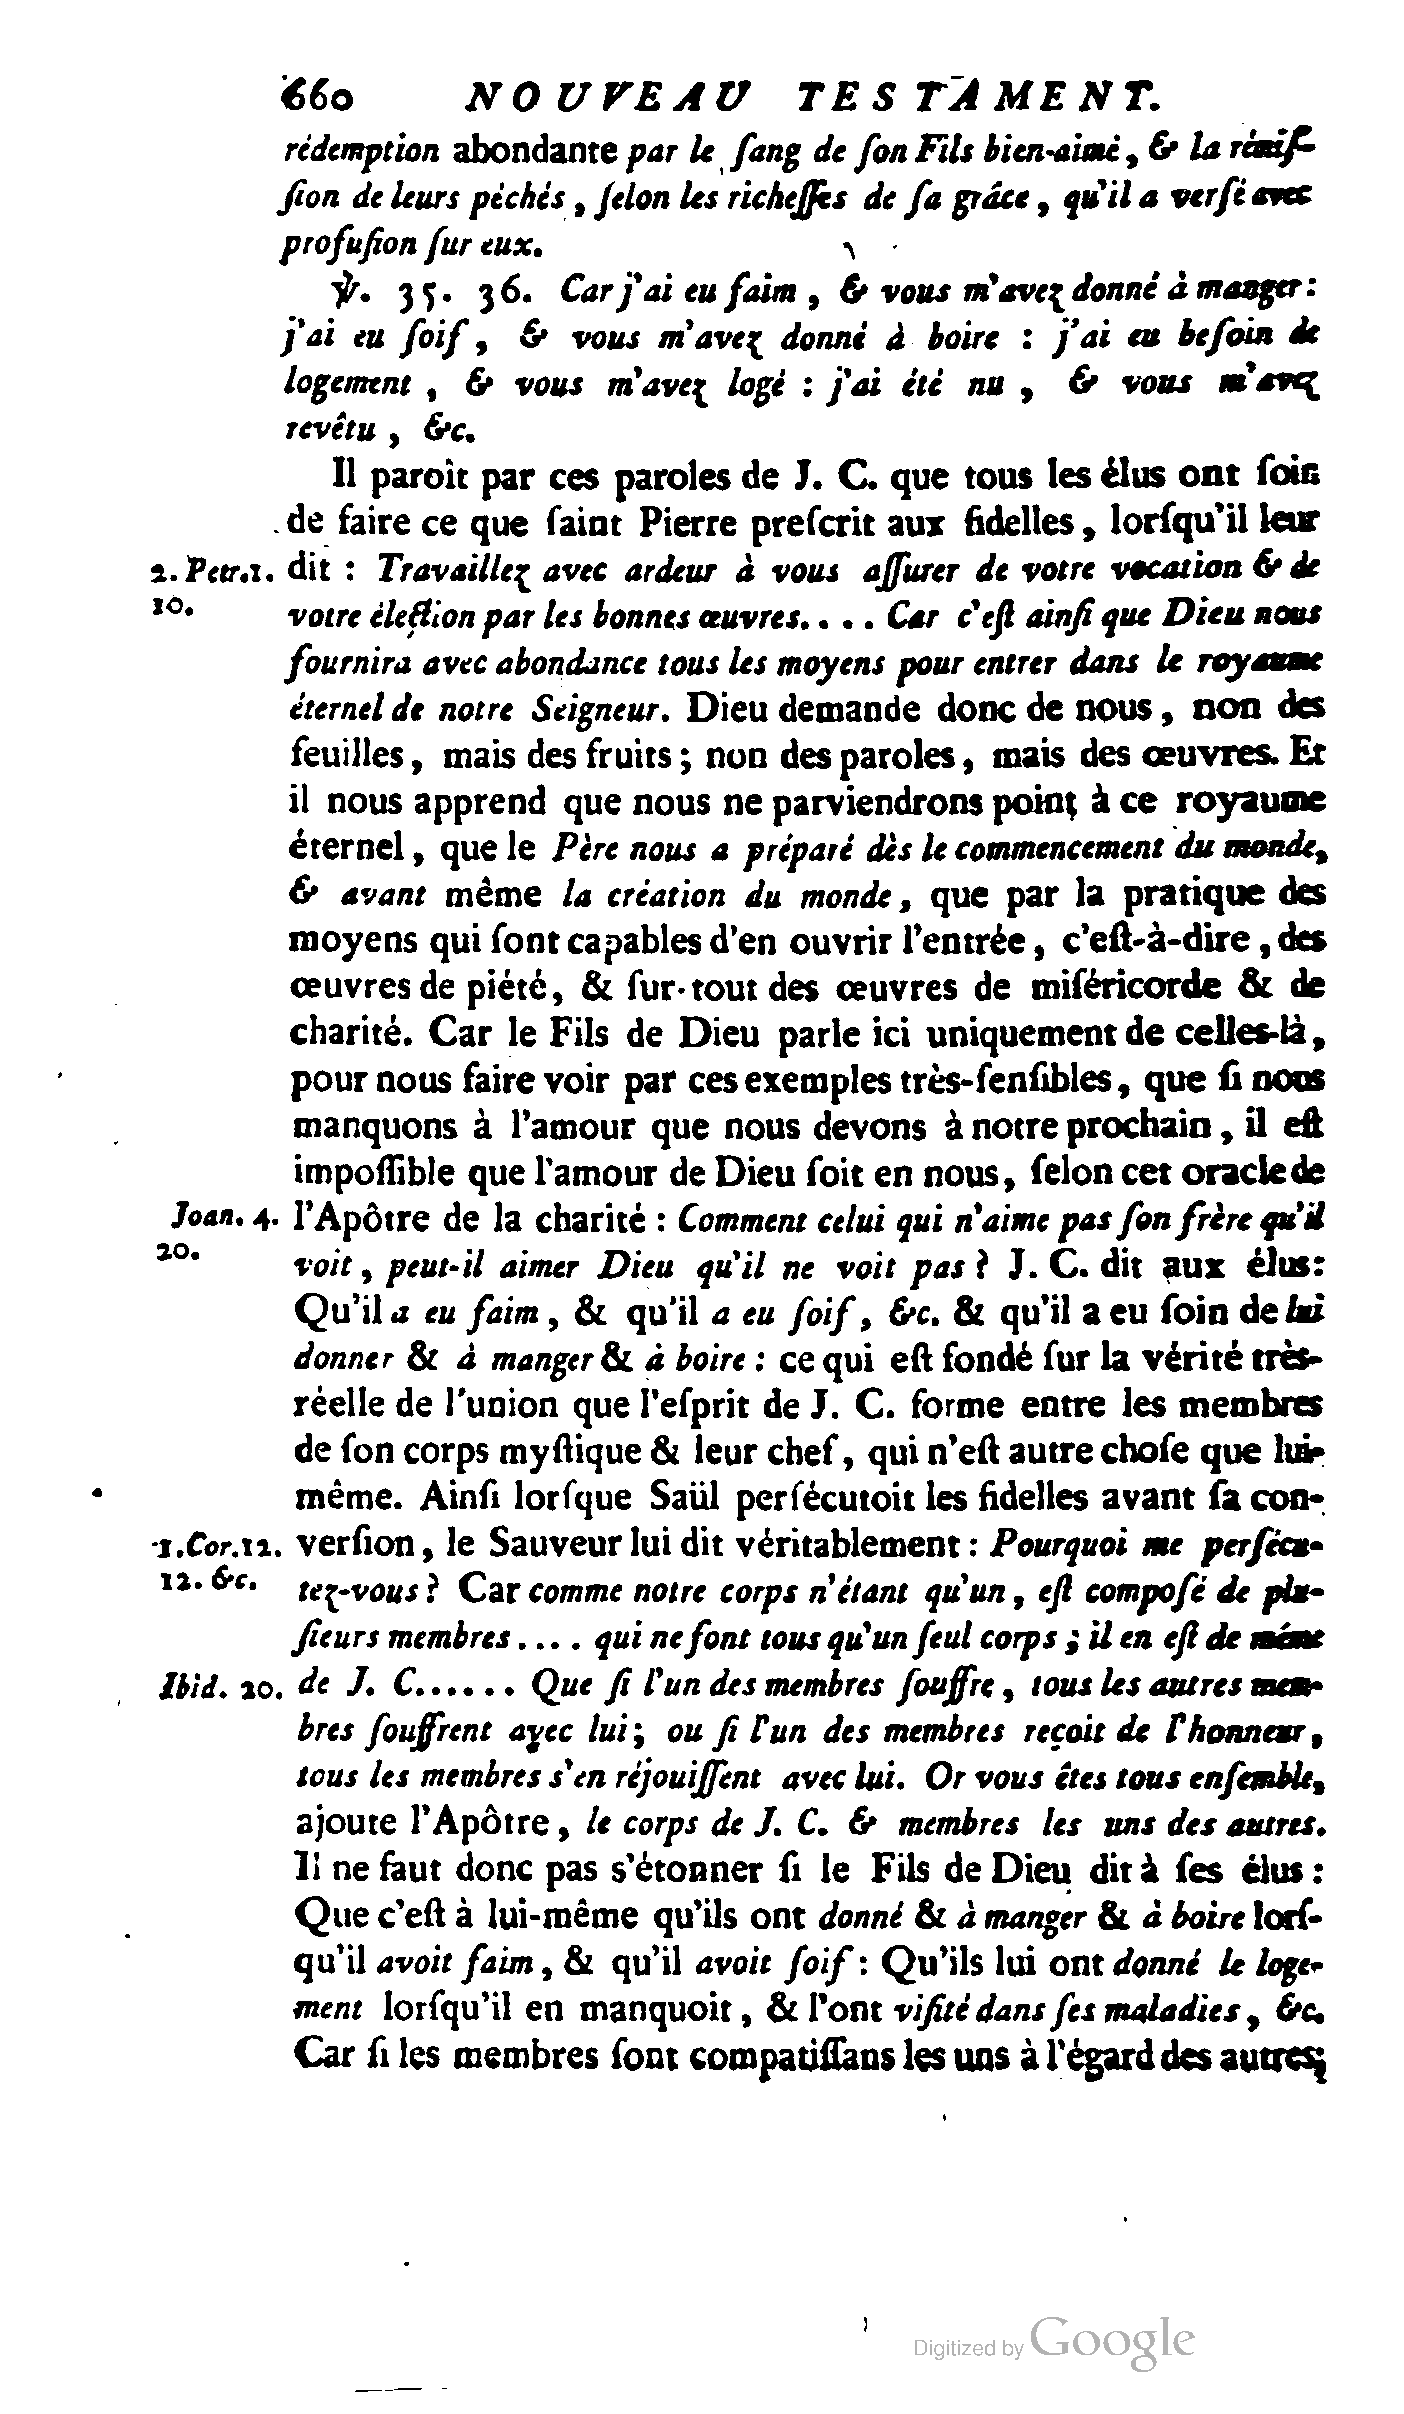 660 NOUVEAU TESTAMENT.
rédemption abondante par le ſang de ſon Fils bien-aimé, & la rémiſ-
ſion de leurs péchés, ſelon les richeſſes de ſa grâce, qu'il a verſé avec
profuſion ſur eux.
℣. 35. 36. Car j'ai eu faim, & vous m'avez donné à manger:
j'ai eu ſoif, & vous m'avez donné à boire : j'ai eu beſoin de
logement, & vous m'avez logé : j'ai été nu, & vous m'avez
revêtu, &c.
Il paroît par ces paroles de J. C. que tous les élus ont ſoin
de faire ce que ſaint Pierre preſcrit aux fidelles, lorſqu'il leur
2. Petr. 1. dit : Travaillez avec ardeur à vous aſſurer de votre vocation & de
10. votre élection par les bonnes œuvres.... Car c'eſt ainſi que Dieu nous
fournira avec abondance tous les moyens pour entrer dans le royaume
éternel de notre Seigneur. Dieu demande donc de nous, non des
feuilles, mais des fruits; non des paroles, mais des œuvres. Et
il nous apprend que nous ne parviendrons point à ce royaume
éternel, que le Père nous a préparé dès le commencement du monde,
& avant même la création du monde, que par la pratique des
moyens qui ſont capables d'en ouvrir l'entrée, c'eſt-à-dire, des
œuvres de piété, & ſur-tout des œuvres de miſéricorde & de
charité. Car le Fils de Dieu parle ici uniquement de celles-là,
pour nous faire voir par ces exemples très-ſenſibles, que ſi nous
manquons à l'amour que nous devons à notre prochain, il eſt
impoſſible que l'amour de Dieu ſoit en nous, ſelon cet oracle de
Joan. 4. l'Apôtre de la charité : Comment celui qui n'aime pas ſon frère qu'il
20. voit, peut-il aimer Dieu qu'il ne voit pas? J. C. dit aux élus:
Qu'il a eu faim, & qu'il a eu ſoif, &c. & qu'il a eu ſoin de lui
donner & à manger & à boire : ce qui eſt fondé ſur la vérité très-
réelle de l'union que l'eſprit de J. C. forme entre les membres
de ſon corps myſtique & leur chef, qui n'eſt autre choſe que lui-
même. Ainſi lorſque Saül perſécutoit les fidelles avant ſa con-
1. Cor. 12. verſion, le Sauveur lui dit véritablement : Pourquoi me perſécu-
12. &c. tez-vous? Car comme notre corps n'étant qu'un, eſt compoſé de plu-
ſieurs membres.... qui ne font tous qu'un ſeul corps; il en eſt de même
Ibid. 20. de J. C...... Que ſi l'un des membres ſouffre, tous les autres mem-
bres ſouffrent avec lui; ou ſi l'un des membres reçoit de l'honneur,
tous les membres s'en réjouiſſent avec lui. Or vous êtes tous enſemble,
ajoute l'Apôtre, le corps de J. C. & membres les uns des autres.
Il ne faut donc pas s'étonner ſi le Fils de Dieu dit à ſes élus :
Que c'eſt à lui-même qu'ils ont donné & à manger & à boire lorſ-
qu'il avoit faim, & qu'il avoit ſoif : Qu'ils lui ont donné le loge-
ment lorſqu'il en manquoit, & l'ont viſité dans ſes maladies, &c.
Car ſi les membres ſont compatiſſans les uns à l'égard des autres;
Digitized by Google